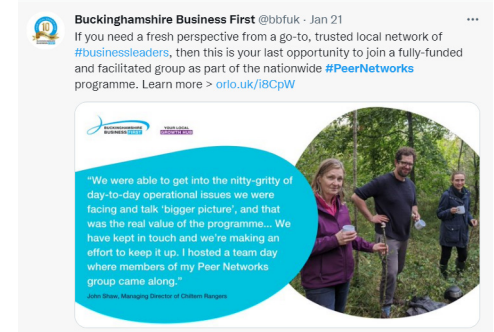 Buckinghamshire Business First @bbfuk · Jan 21
If you need a fresh perspective from a go-to, trusted local network of
#businessleaders, then this is your last opportunity to join a fully-funded
and facilitated group as part of the nationwide #PeerNetworks
programme. Learn more > orlo.uk/i8CpW
BUCKINGHAMSHIRE
BUSINESS FIRST
YOUR LOCAL
GROWTH HUB
“We were able to get into the nitty-gritty of
day-to-day operational issues we were
facing and talk ‘bigger picture’, and that
was the real value of the programme... We
have kept in touch and we’re making an
effort to keep it up. I hosted a team day
where members of my Peer Networks
group came along.”
John Shaw, Managing Director of Chiltern Rangers